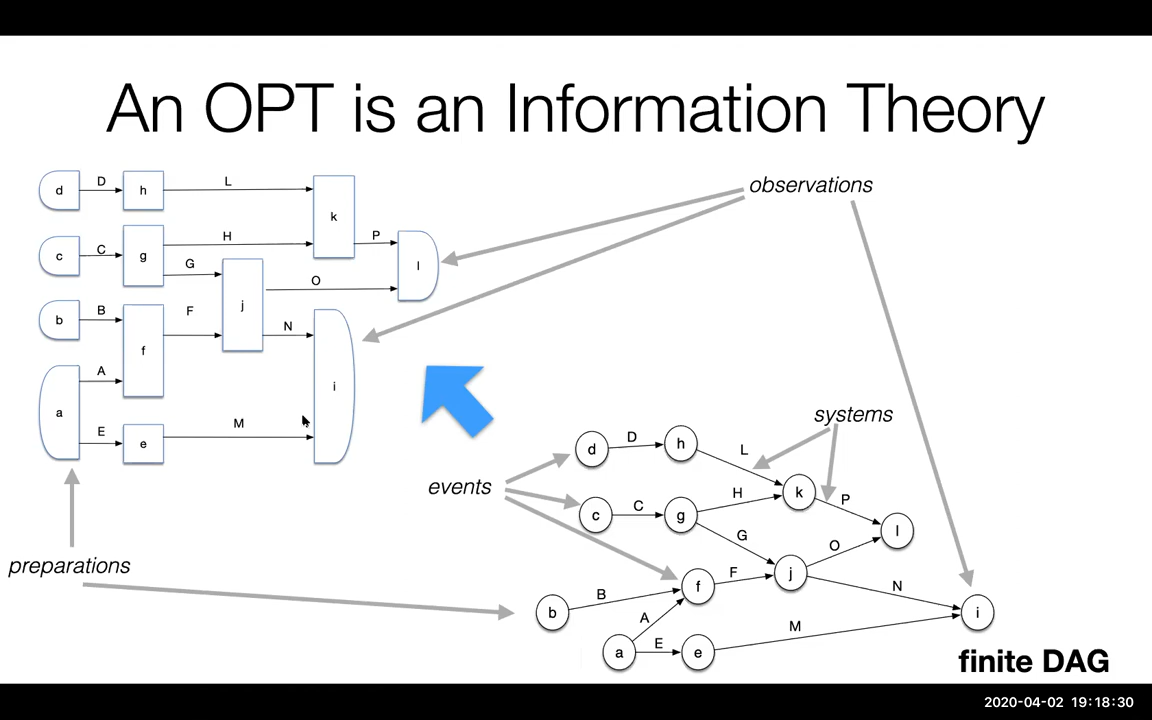 An OPT is an Information Theory
observations
d D h L k
c C g H P l
G j O
b B f F N i
A
a E e M
systems
events
preparations
d D h L
c C g H k P l
G O
b B f F j N i
A
a E e M
finite DAG
2020-04-02 19:18:30